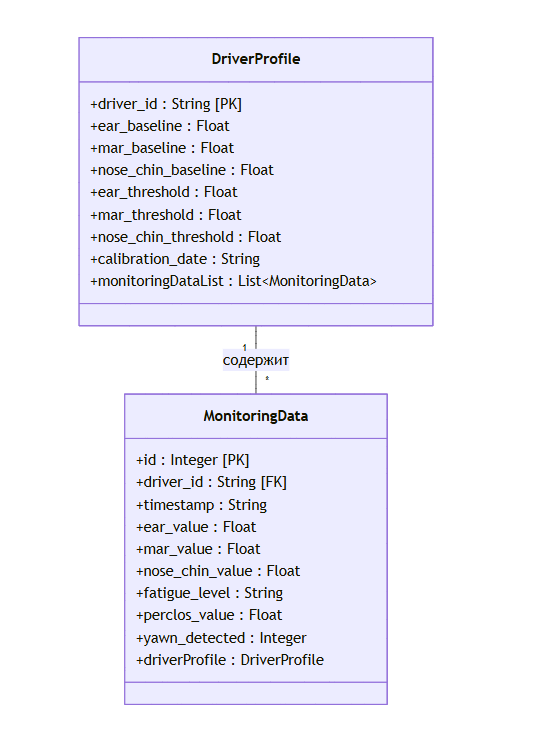 DriverProfile
+driver_id : String [PK]
+ear_baseline : Float
+mar_baseline : Float
+nose_chin_baseline : Float
+ear_threshold : Float
+mar_threshold : Float
+nose_chin_threshold : Float
+calibration_date : String
+monitoringDataList : List<MonitoringData>
1
содержит
*
MonitoringData
+id : Integer [PK]
+driver_id : String [FK]
+timestamp : String
+ear_value : Float
+mar_value : Float
+nose_chin_value : Float
+fatigue_level : String
+perclos_value : Float
+yawn_detected : Integer
+driverProfile : DriverProfile